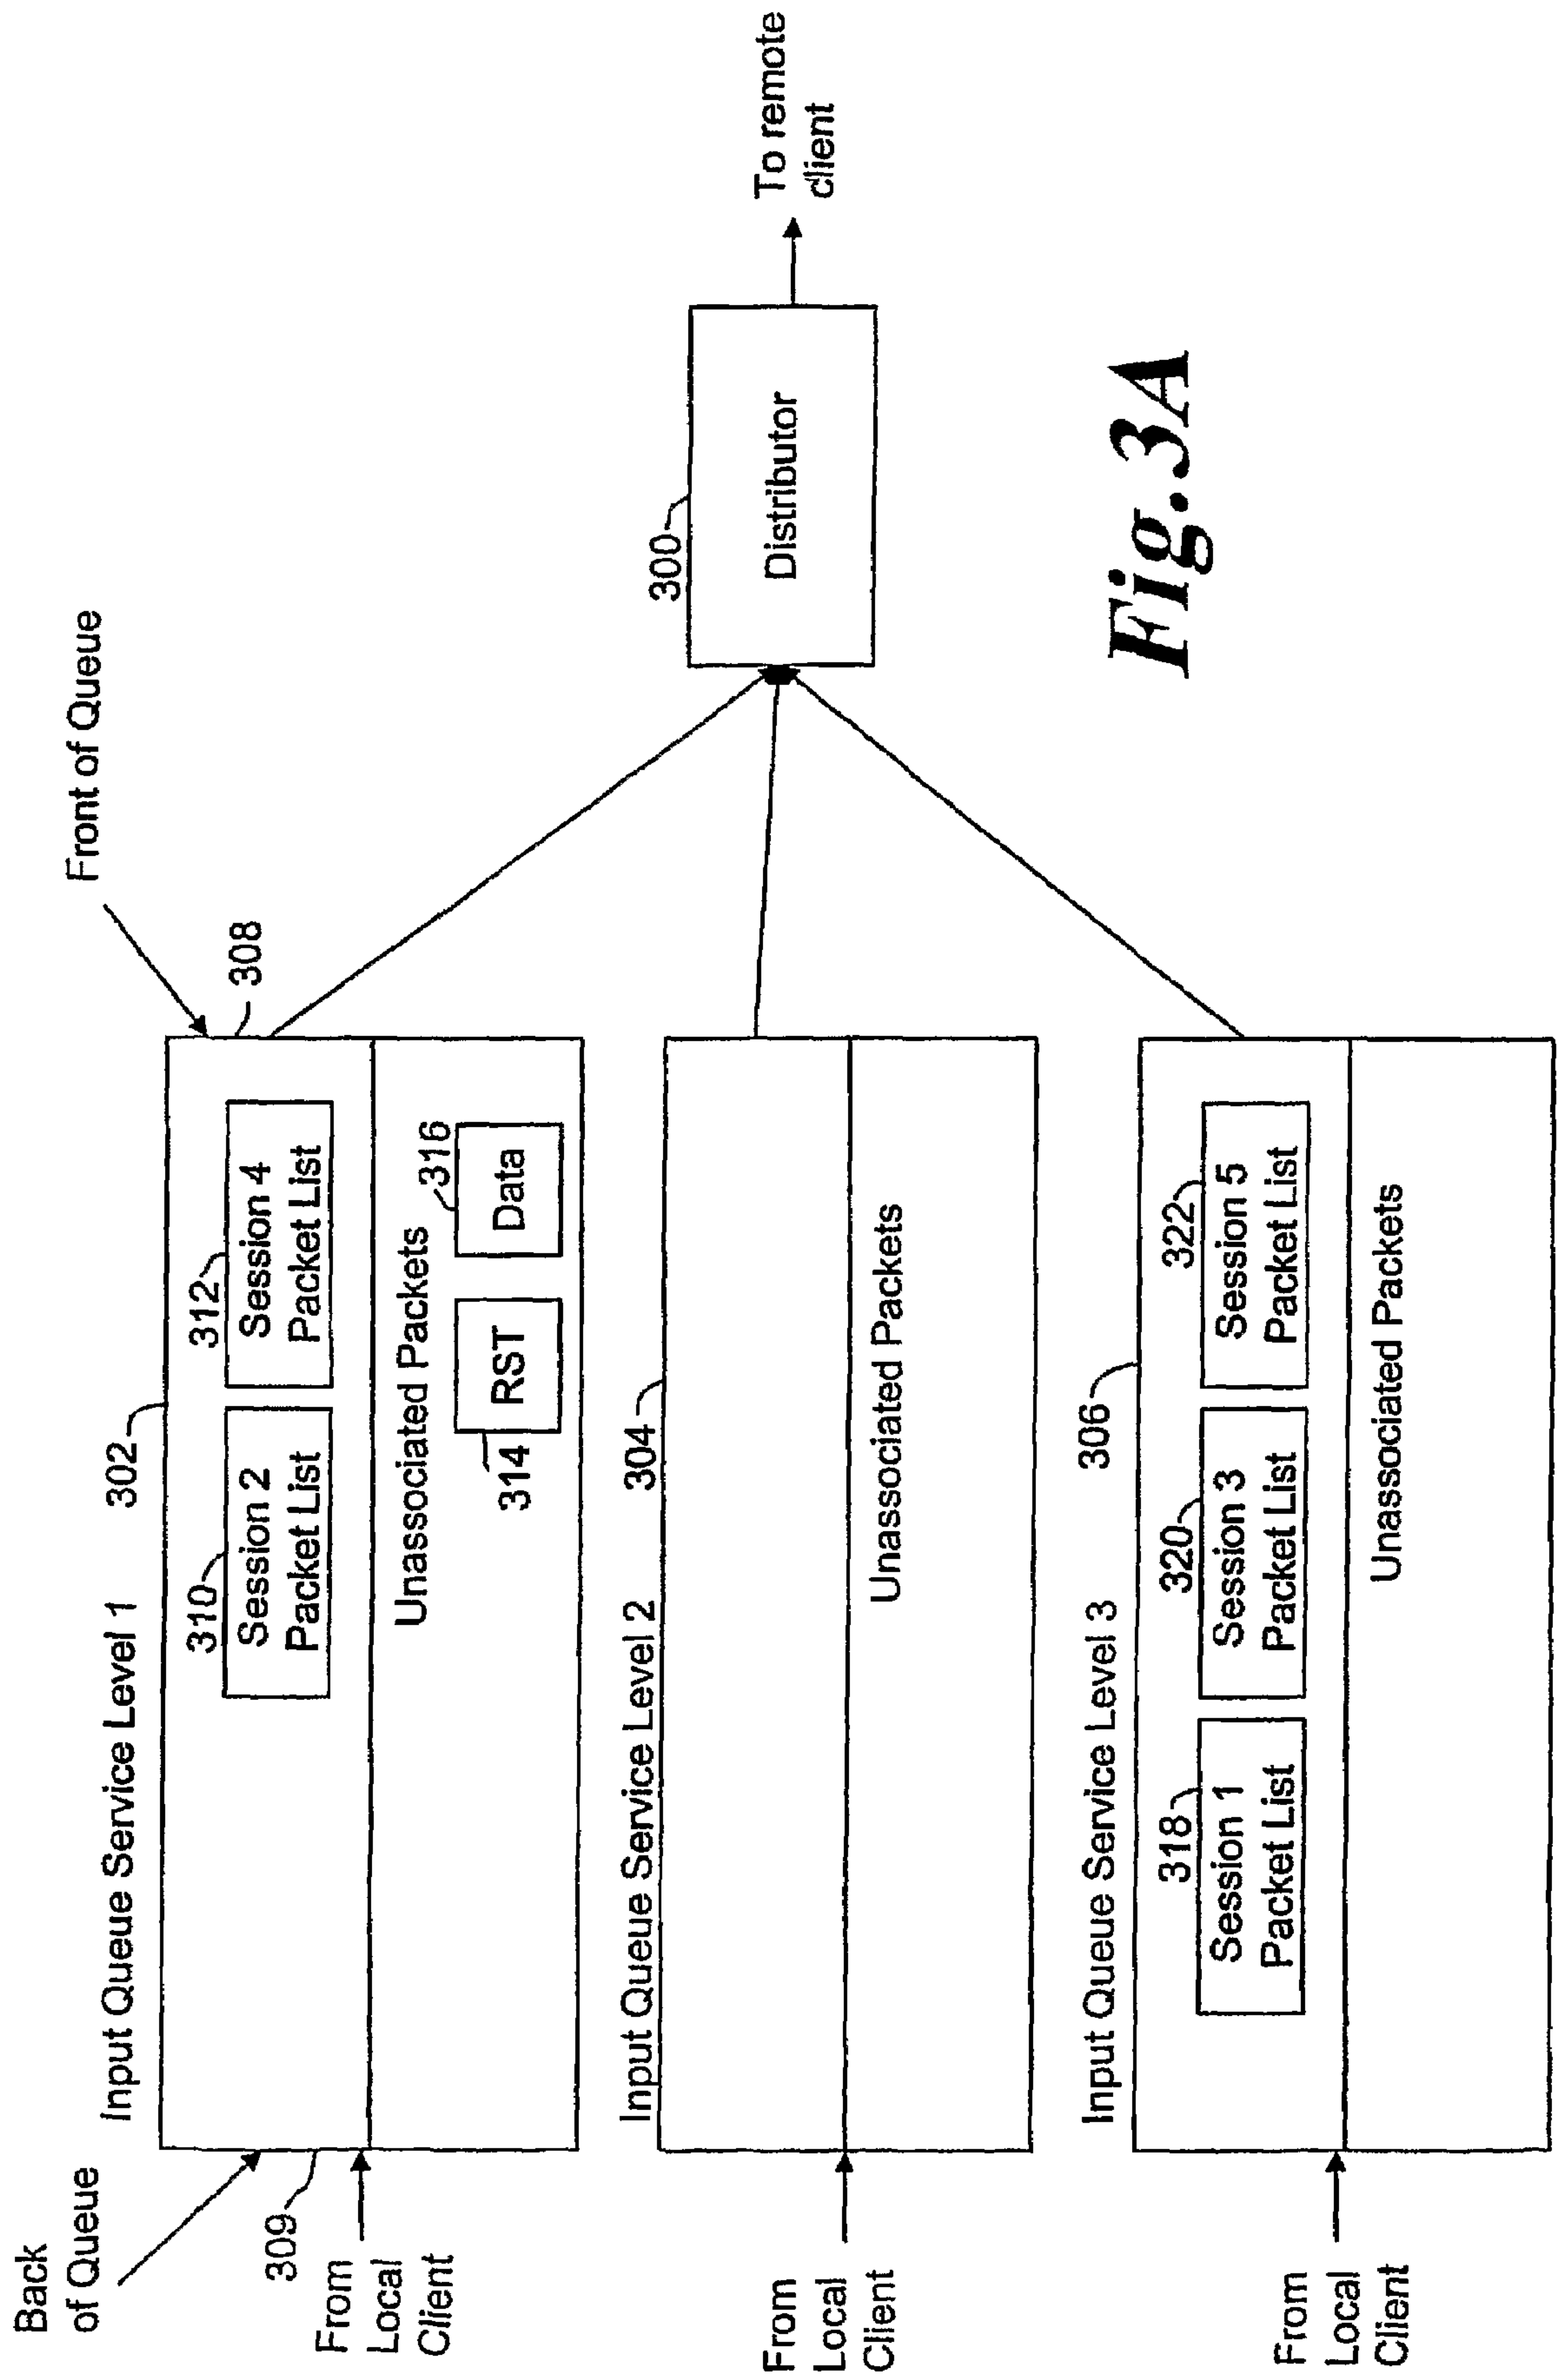 Back
of Queue
Front of Queue
Input Queue Service Level 1
302
308
309
310
Session 2
Packet List
312
Session 4
Packet List
From
Local
Client
Unassociated Packets
314
RST
316
Data
Input Queue Service Level 2
304
From
Local
Client
Unassociated Packets
300
Distributor
To remote
client
Input Queue Service Level 3
306
318
Session 1
Packet List
320
Session 3
Packet List
322
Session 5
Packet List
From
Local
Client
Unassociated Packets
Fig.3A